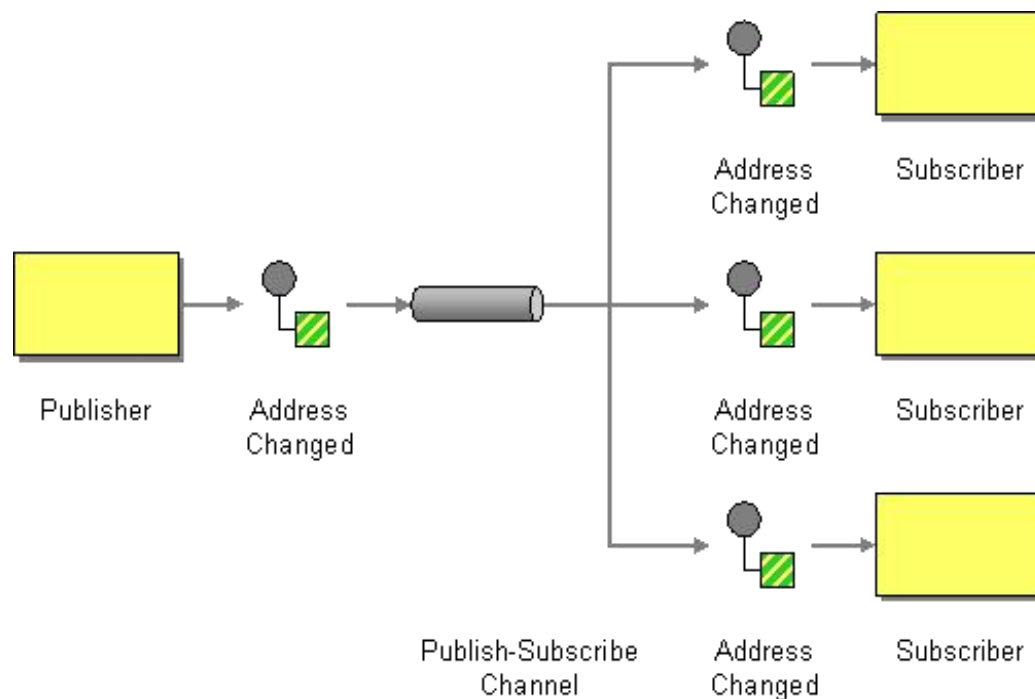 Address
Changed
Subscriber
Publisher
Address
Changed
Address
Changed
Subscriber
Publish-Subscribe
Channel
Address
Changed
Subscriber